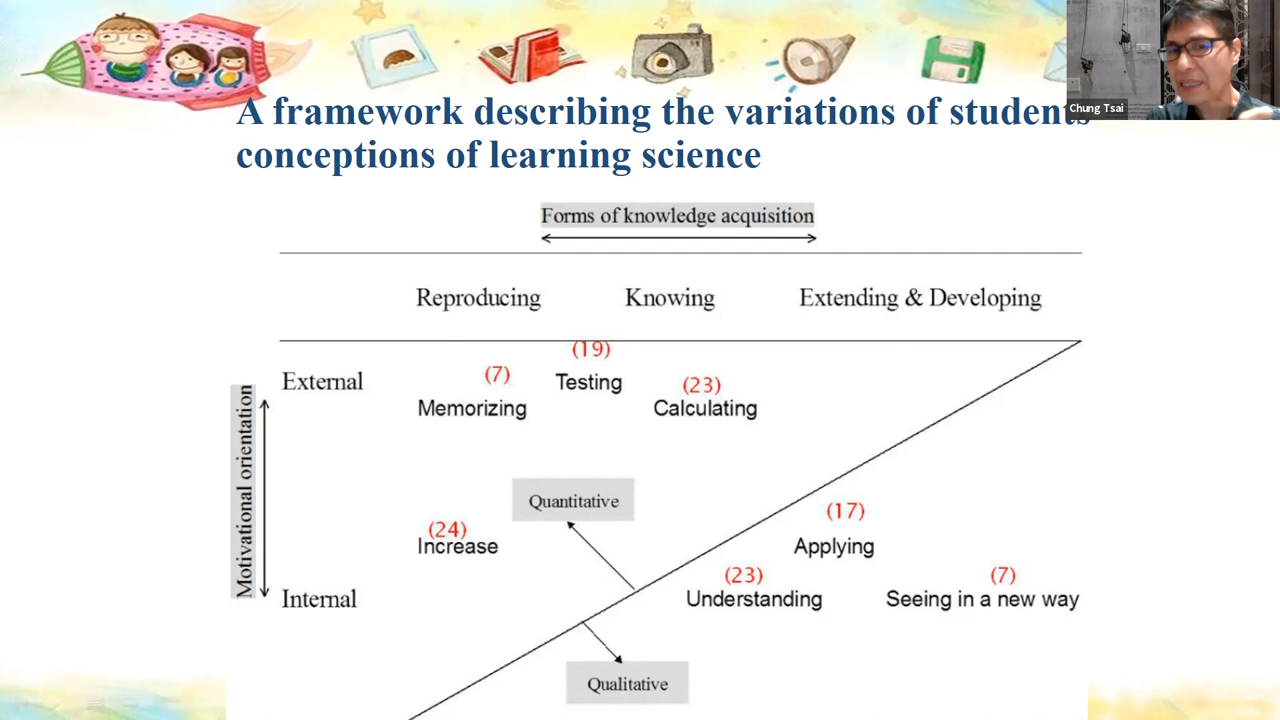 Chung Tsai
A framework describing the variations of students
conceptions of learning science
Forms of knowledge acquisition
Reproducing Knowing Extending & Developing
Motivational orientation
External
(7) (19) (23)
Memorizing Testing Calculating
Quantitative
(24)
Increase
(17)
Applying
Internal
(23) (7)
Understanding Seeing in a new way
Qualitative